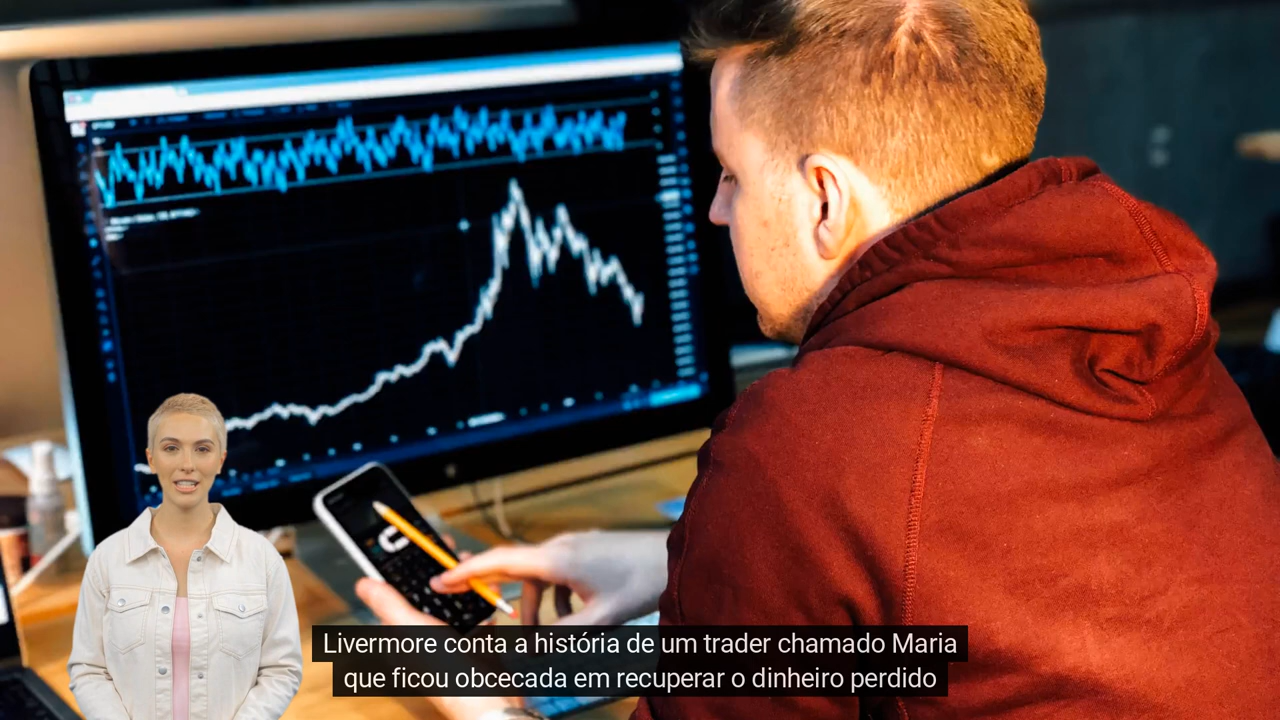 Livermore conta a história de um trader chamado Maria
que ficou obcecada em recuperar o dinheiro perdido